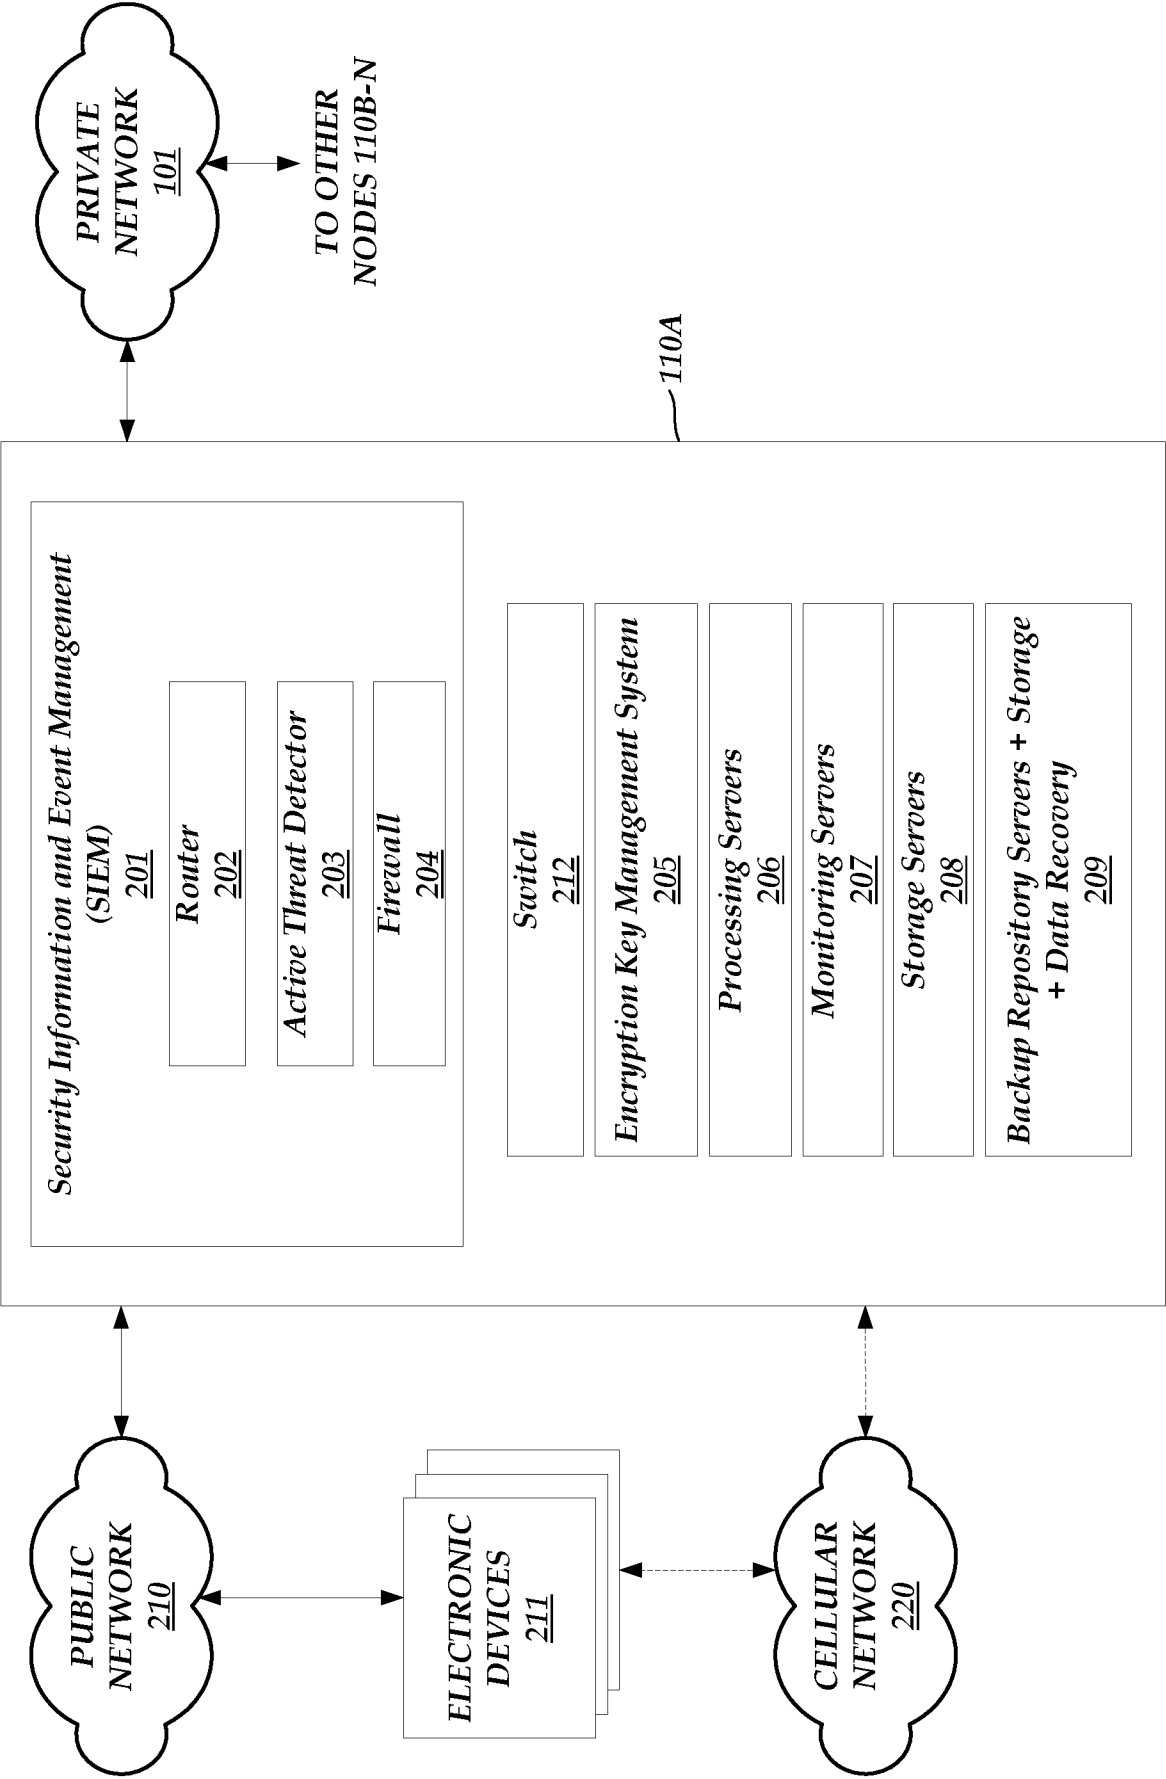 PUBLIC
NETWORK
210
ELECTRONIC
DEVICES
211
CELLULAR
NETWORK
220
Security Information and Event Management
(SIEM)
201
Router
202
Active Threat Detector
203
Firewall
204
Switch
212
Encryption Key Management System
205
Processing Servers
206
Monitoring Servers
207
Storage Servers
208
Backup Repository Servers + Storage
+ Data Recovery
209
110A
PRIVATE
NETWORK
101
TO OTHER
NODES 110B-N